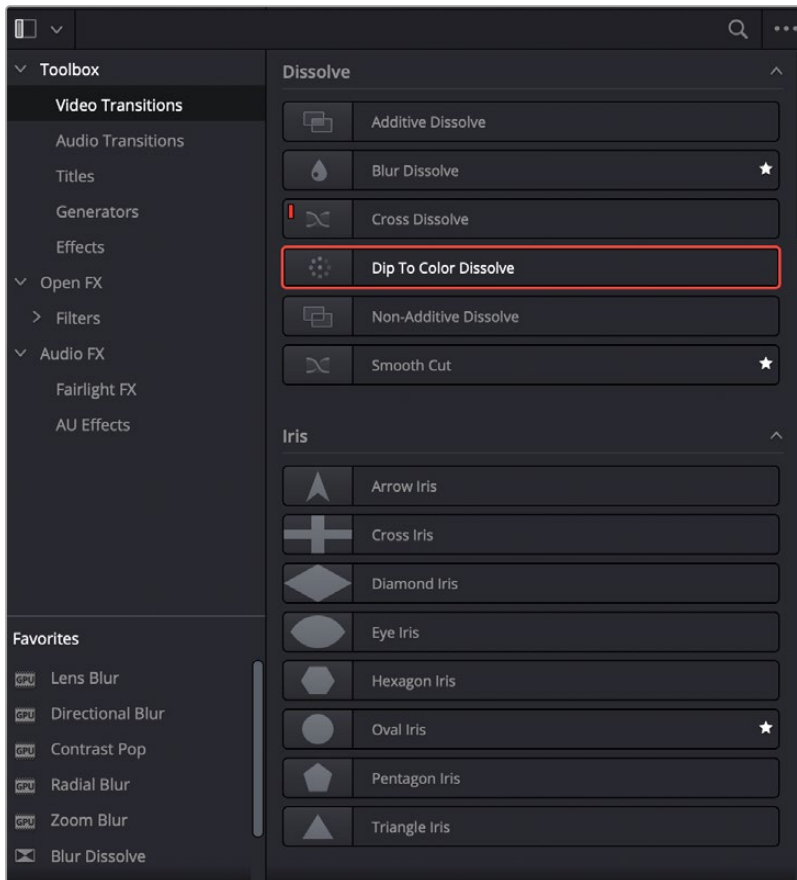 Toolbox
Video Transitions
Audio Transitions
Titles
Generators
Effects
Open FX
Filters
Audio FX
Fairlight FX
AU Effects
Favorites
GPU Lens Blur
GPU Directional Blur
GPU Contrast Pop
GPU Radial Blur
GPU Zoom Blur
Blur Dissolve
Dissolve
Additive Dissolve
Blur Dissolve
Cross Dissolve
Dip To Color Dissolve
Non-Additive Dissolve
Smooth Cut
Iris
Arrow Iris
Cross Iris
Diamond Iris
Eye Iris
Hexagon Iris
Oval Iris
Pentagon Iris
Triangle Iris